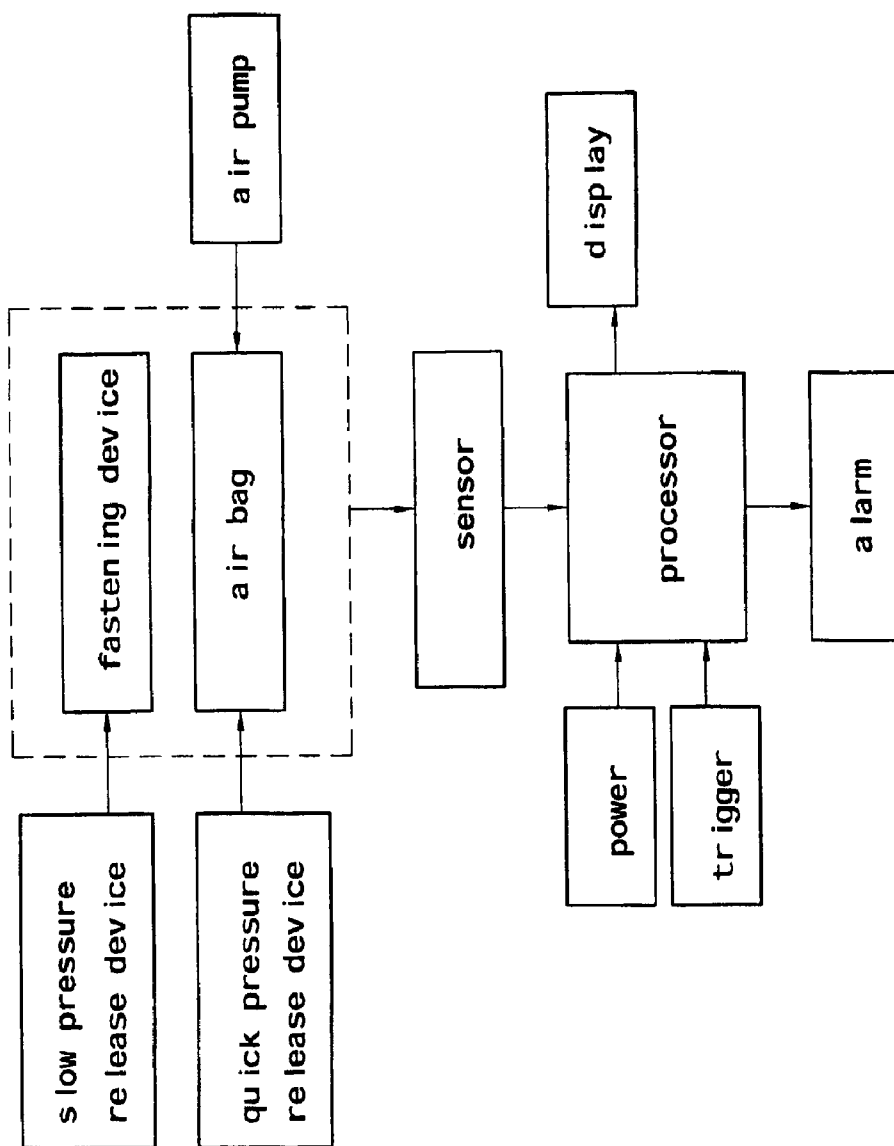 slow pressure
release device
quick pressure
release device
fastening device
air bag
air pump
sensor
power
trigger
processor
display
alarm